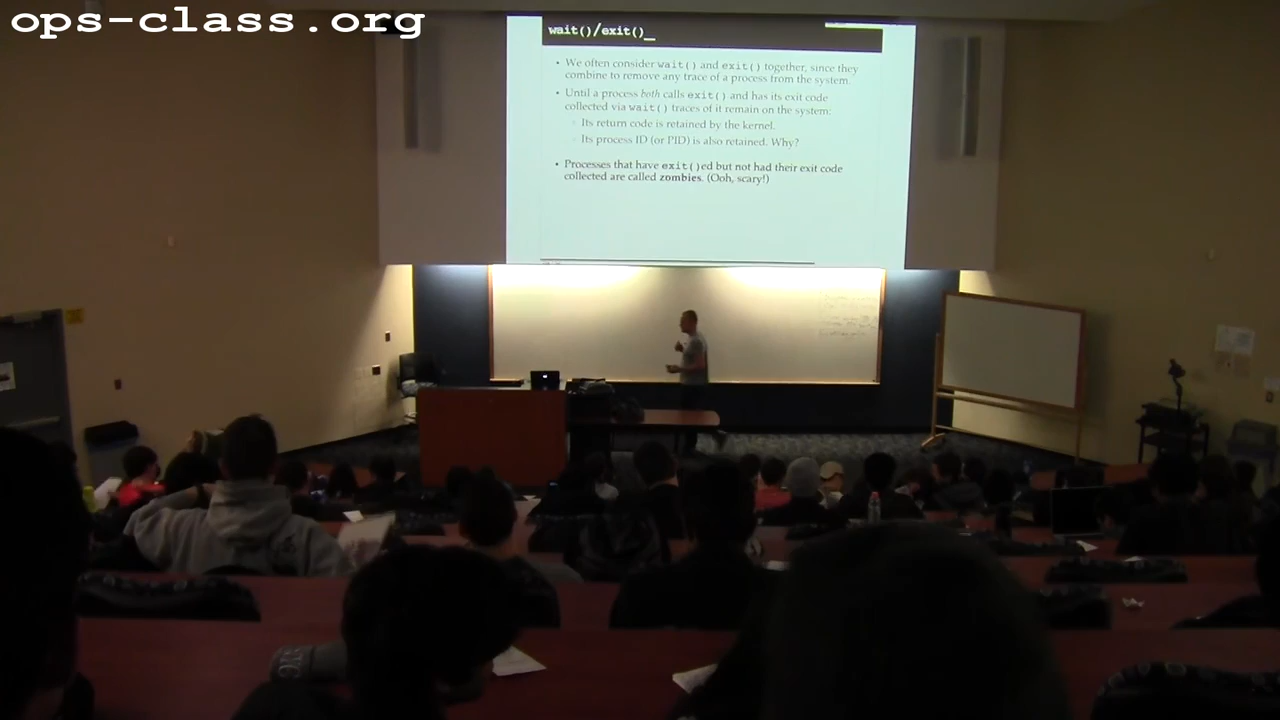 ops-class.org
wait()/exit()_
• We often consider wait() and exit() together, since they
combine to remove any trace of a process from the system.
• Until a process both calls exit() and has its exit code
collected via wait() traces of it remain on the system:
◦ Its return code is retained by the kernel.
◦ Its process ID (or PID) is also retained. Why?
• Processes that have exit()ed but not had their exit code
collected are called zombies. (Ooh, scary!)